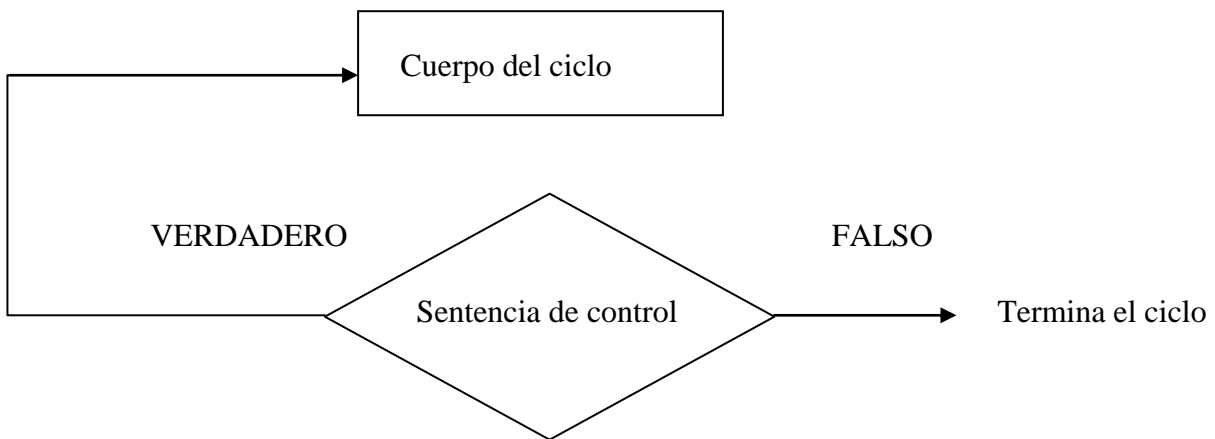 Cuerpo del ciclo
VERDADERO
FALSO
Sentencia de control
Termina el ciclo